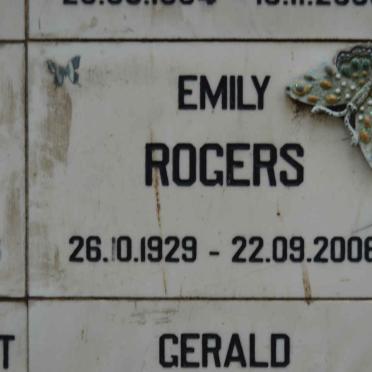 EMILY
ROGERS
26.10.1929 - 22.09.2006
GERALD